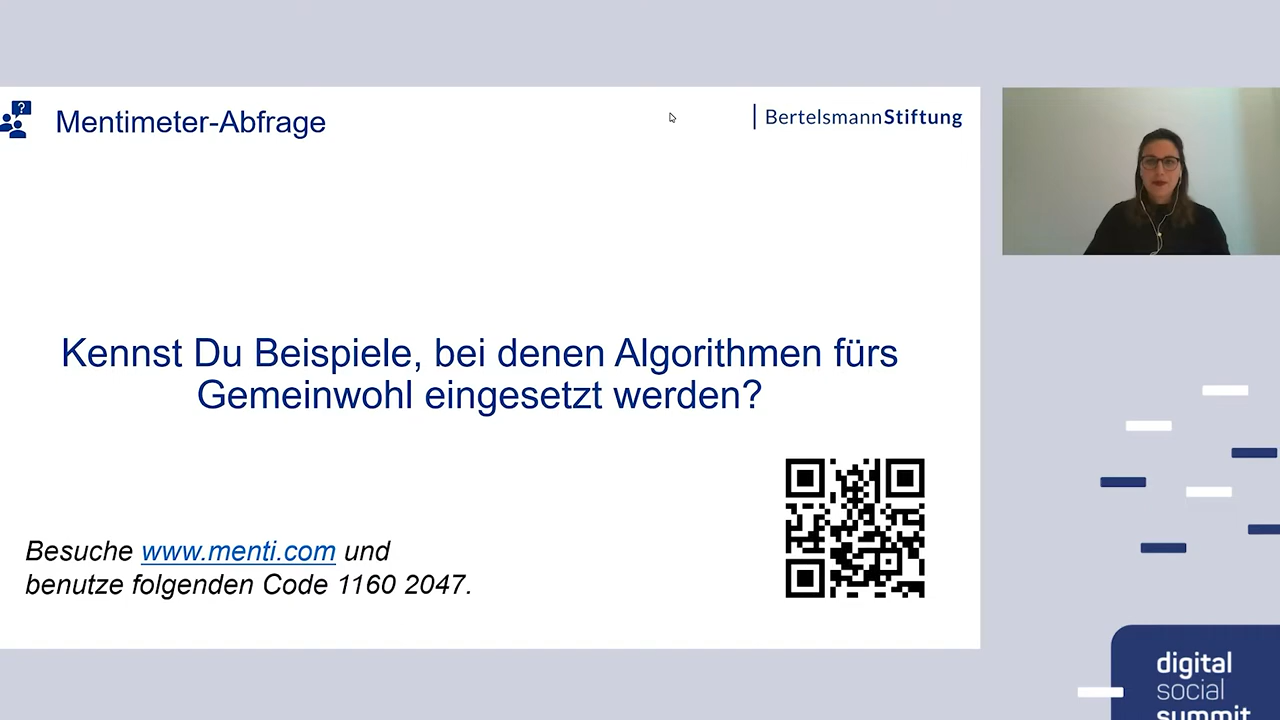 ?
Mentimeter-Abfrage
BertelsmannStiftung
Kennst Du Beispiele, bei denen Algorithmen fürs
Gemeinwohl eingesetzt werden?
Besuche www.menti.com und
benutze folgenden Code 1160 2047.
digital
social
summit